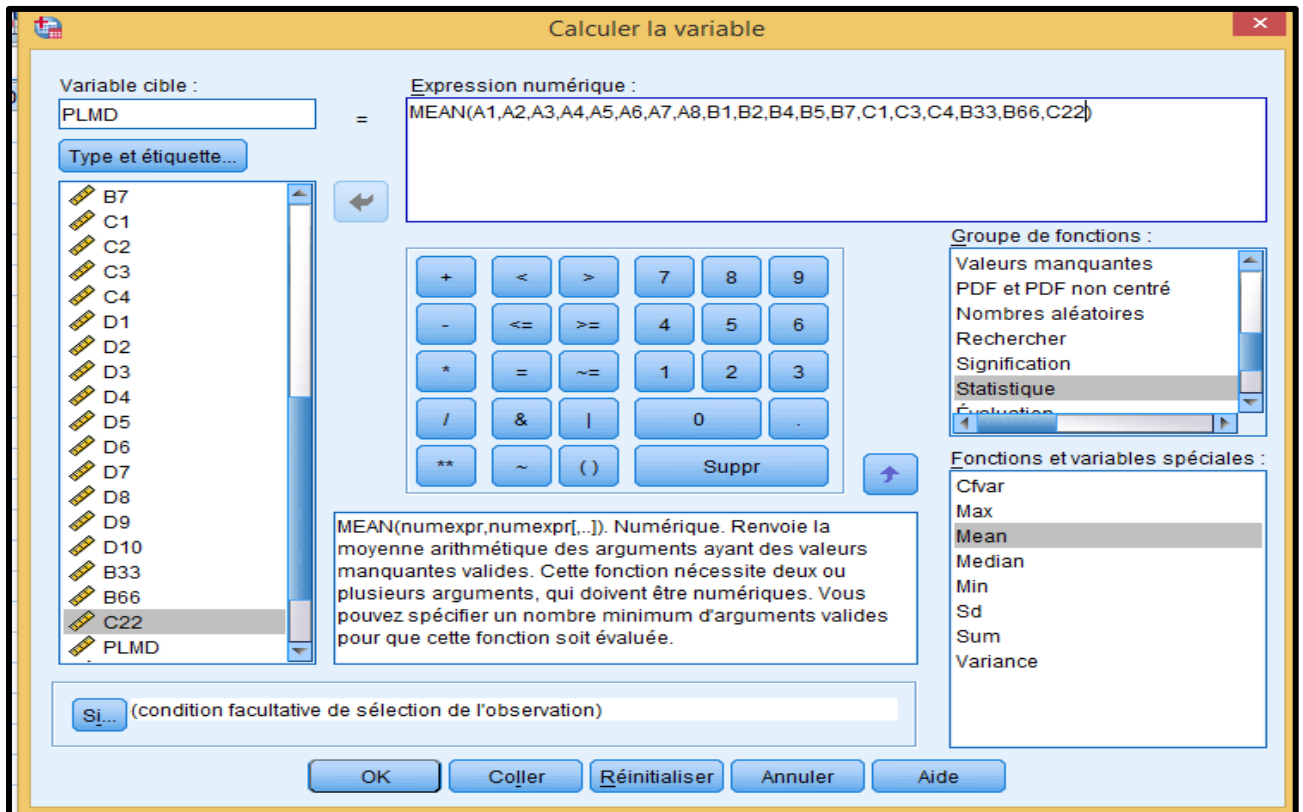 Calculer la variable
Variable cible :
PLMD
=
Expression numérique :
MEAN(A1,A2,A3,A4,A5,A6,A7,A8,B1,B2,B4,B5,B7,C1,C3,C4,B33,B66,C22)
Type et étiquette...
B7
C1
C2
C3
C4
D1
D2
D3
D4
D5
D6
D7
D8
D9
D10
B33
B66
C22
PLMD
+ < > 7 8 9
- <= >= 4 5 6
* = ~= 1 2 3
/ & | 0 .
** ~ ( ) Suppr
MEAN(numexpr,numexpr[,..]). Numérique. Renvoie la
moyenne arithmétique des arguments ayant des valeurs
manquantes valides. Cette fonction nécessite deux ou
plusieurs arguments, qui doivent être numériques. Vous
pouvez spécifier un nombre minimum d'arguments valides
pour que cette fonction soit évaluée.
Groupe de fonctions :
Valeurs manquantes
PDF et PDF non centré
Nombres aléatoires
Rechercher
Signification
Statistique
Évaluation
Fonctions et variables spéciales :
Cfvar
Max
Mean
Median
Min
Sd
Sum
Variance
Si... (condition facultative de sélection de l'observation)
OK Coller Réinitialiser Annuler Aide